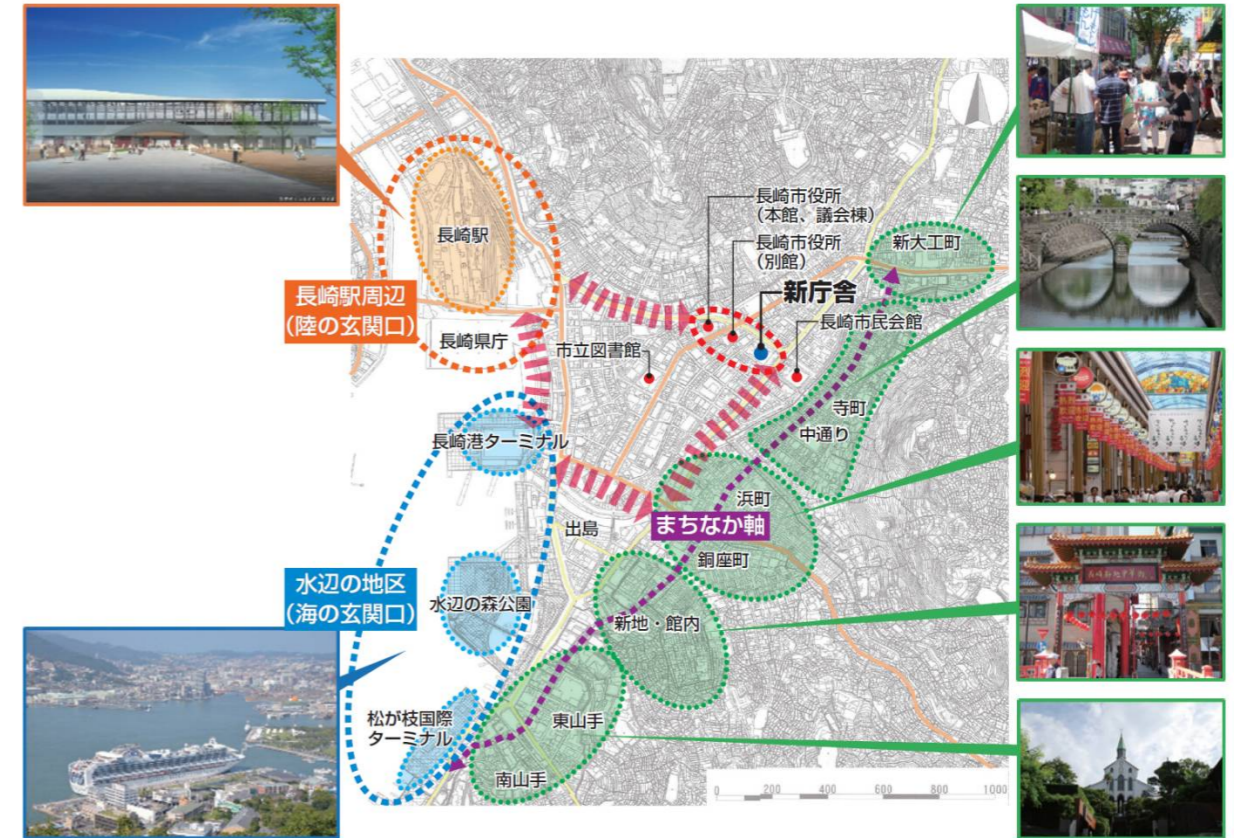 長崎駅
長崎駅周辺
(陸の玄関口)
長崎県庁
市立図書館
長崎市役所
(本館、議会棟)
長崎市役所
(別館)
新庁舎
長崎市民会館
新大工町
寺町
中通り
長崎港ターミナル
浜町
まちなか軸
出島
銅座町
水辺の地区
(海の玄関口)
水辺の森公園
新地・館内
松が枝国際
ターミナル
東山手
南山手
0 200 400 600 800 1000